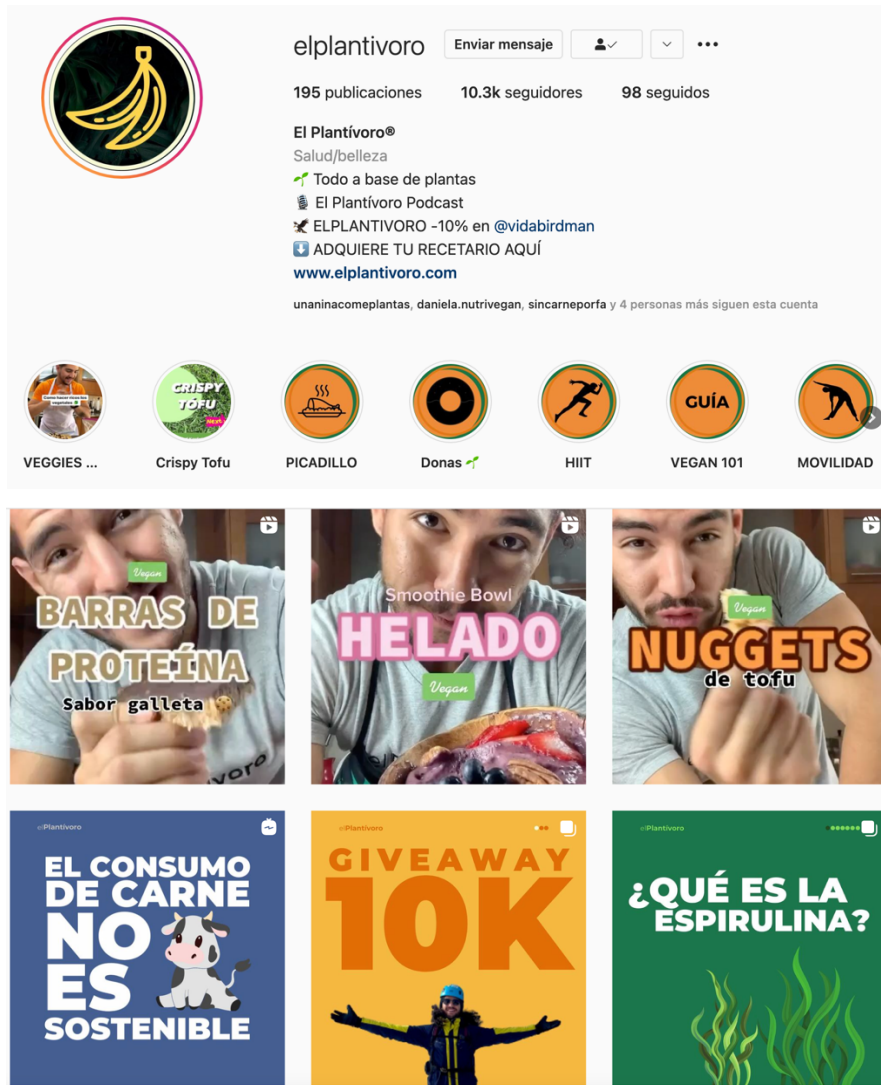 elplantivoro Enviar mensaje
195 publicaciones 10.3k seguidores 98 seguidos
El Plantívoro®
Salud/belleza
🌱 Todo a base de plantas
🎙 El Plantívoro Podcast
🦅 ELPLANTIVORO -10% en @vidabirdman
⬇️ ADQUIERE TU RECETARIO AQUÍ
www.elplantivoro.com
unaninacomeplantas, daniela.nutrivegan, sincarneporfa y 4 personas más siguen esta cuenta
CRISPY
TOFU
Next
GUÍA
VEGGIES ... Crispy Tofu PICADILLO Donas 🌱 HIIT VEGAN 101 MOVILIDAD
Vegan
BARRAS DE
PROTEÍNA
Sabor galleta 🍪
Smoothie Bowl
HELADO
Vegan
Vegan
NUGGETS
de tofu
elPlantívoro
EL CONSUMO
DE CARNE
NO
ES
SOSTENIBLE
elPlantívoro
GIVEAWAY
10K
elPlantívoro
¿QUÉ ES LA
ESPIRULINA?